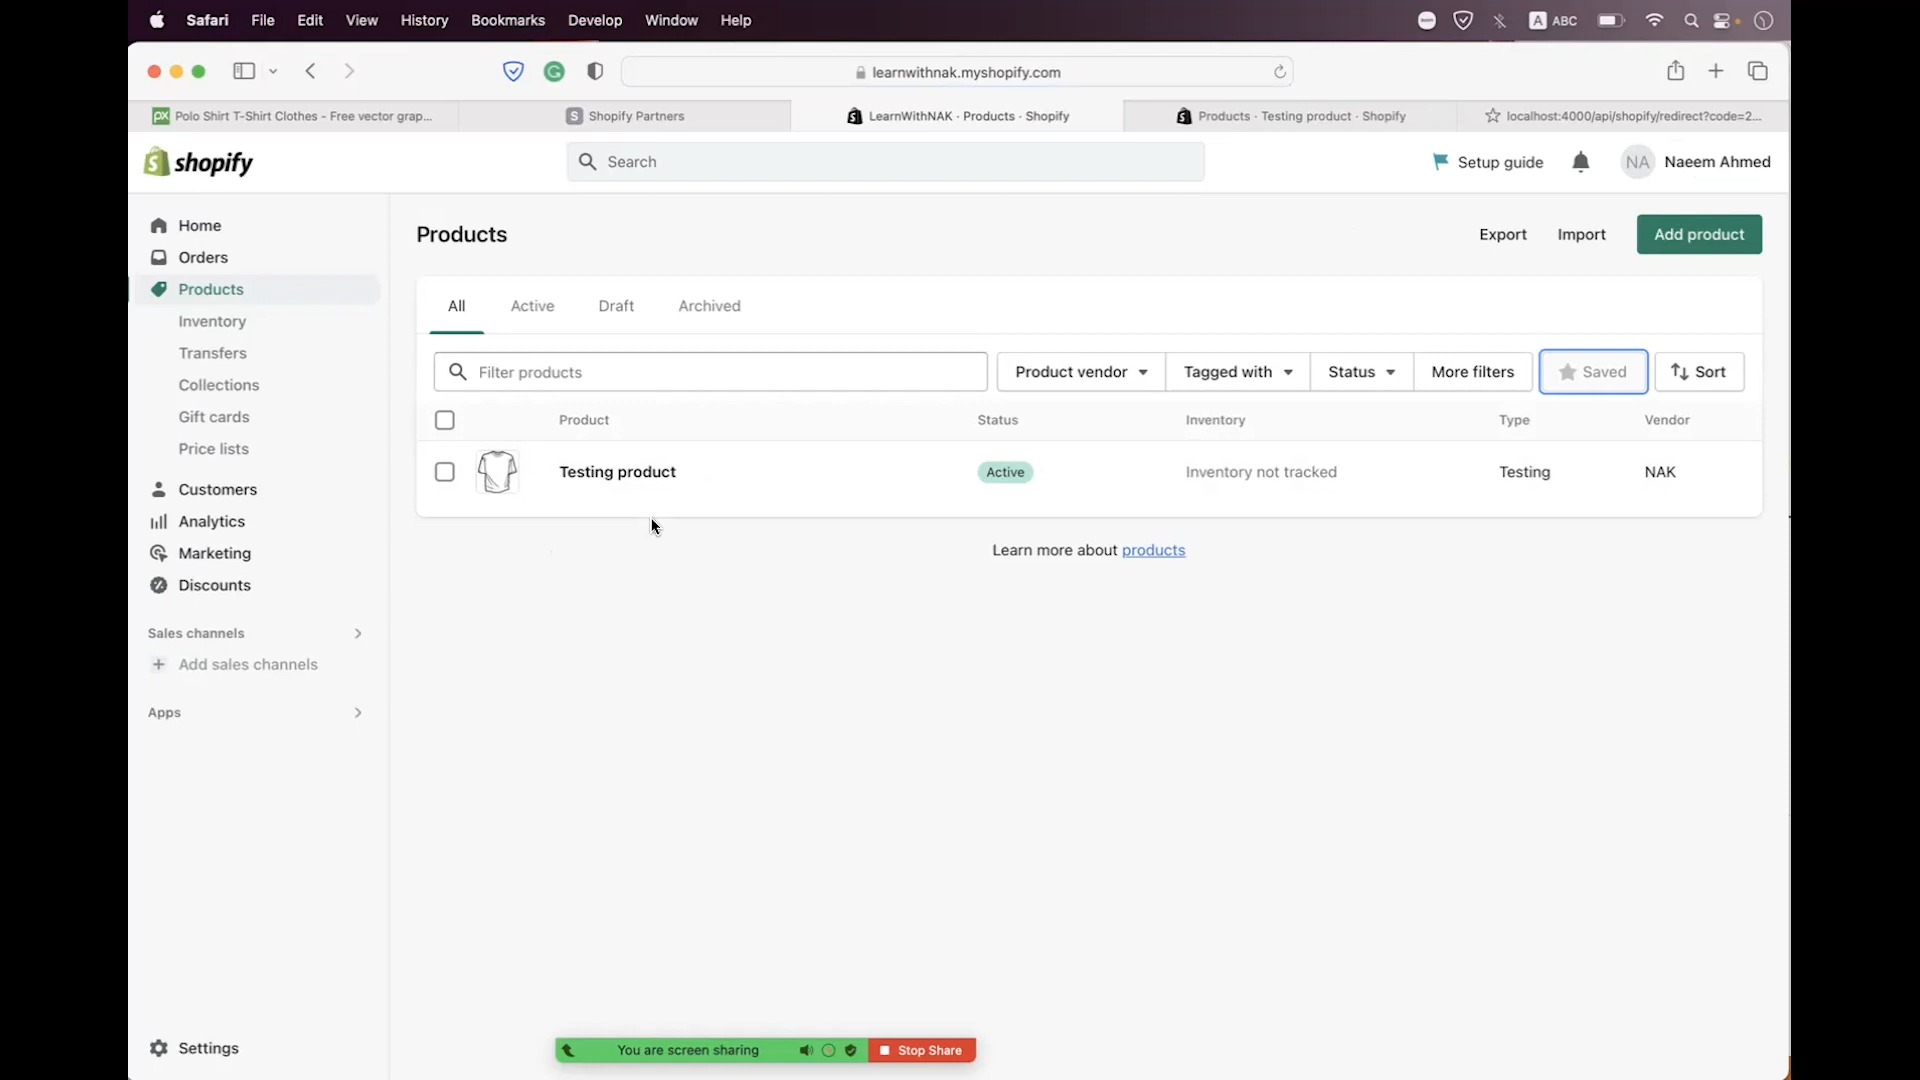 Safari File Edit View History Bookmarks Develop Window Help A ABC
learnwithnak.myshopify.com
PX Polo Shirt T-Shirt Clothes - Free vector grap... S Shopify Partners LearnWithNAK · Products · Shopify Products · Testing product · Shopify localhost:4000/api/shopify/redirect?code=2...
shopify Search Setup guide NA Naeem Ahmed
Home
Orders
Products
Inventory
Transfers
Collections
Gift cards
Price lists
Customers
Analytics
Marketing
Discounts
Sales channels
Add sales channels
Apps
Settings
Products Export Import Add product
All Active Draft Archived
Filter products Product vendor Tagged with Status More filters Saved Sort
Product Status Inventory Type Vendor
Testing product Active Inventory not tracked Testing NAK
Learn more about products
You are screen sharing Stop Share